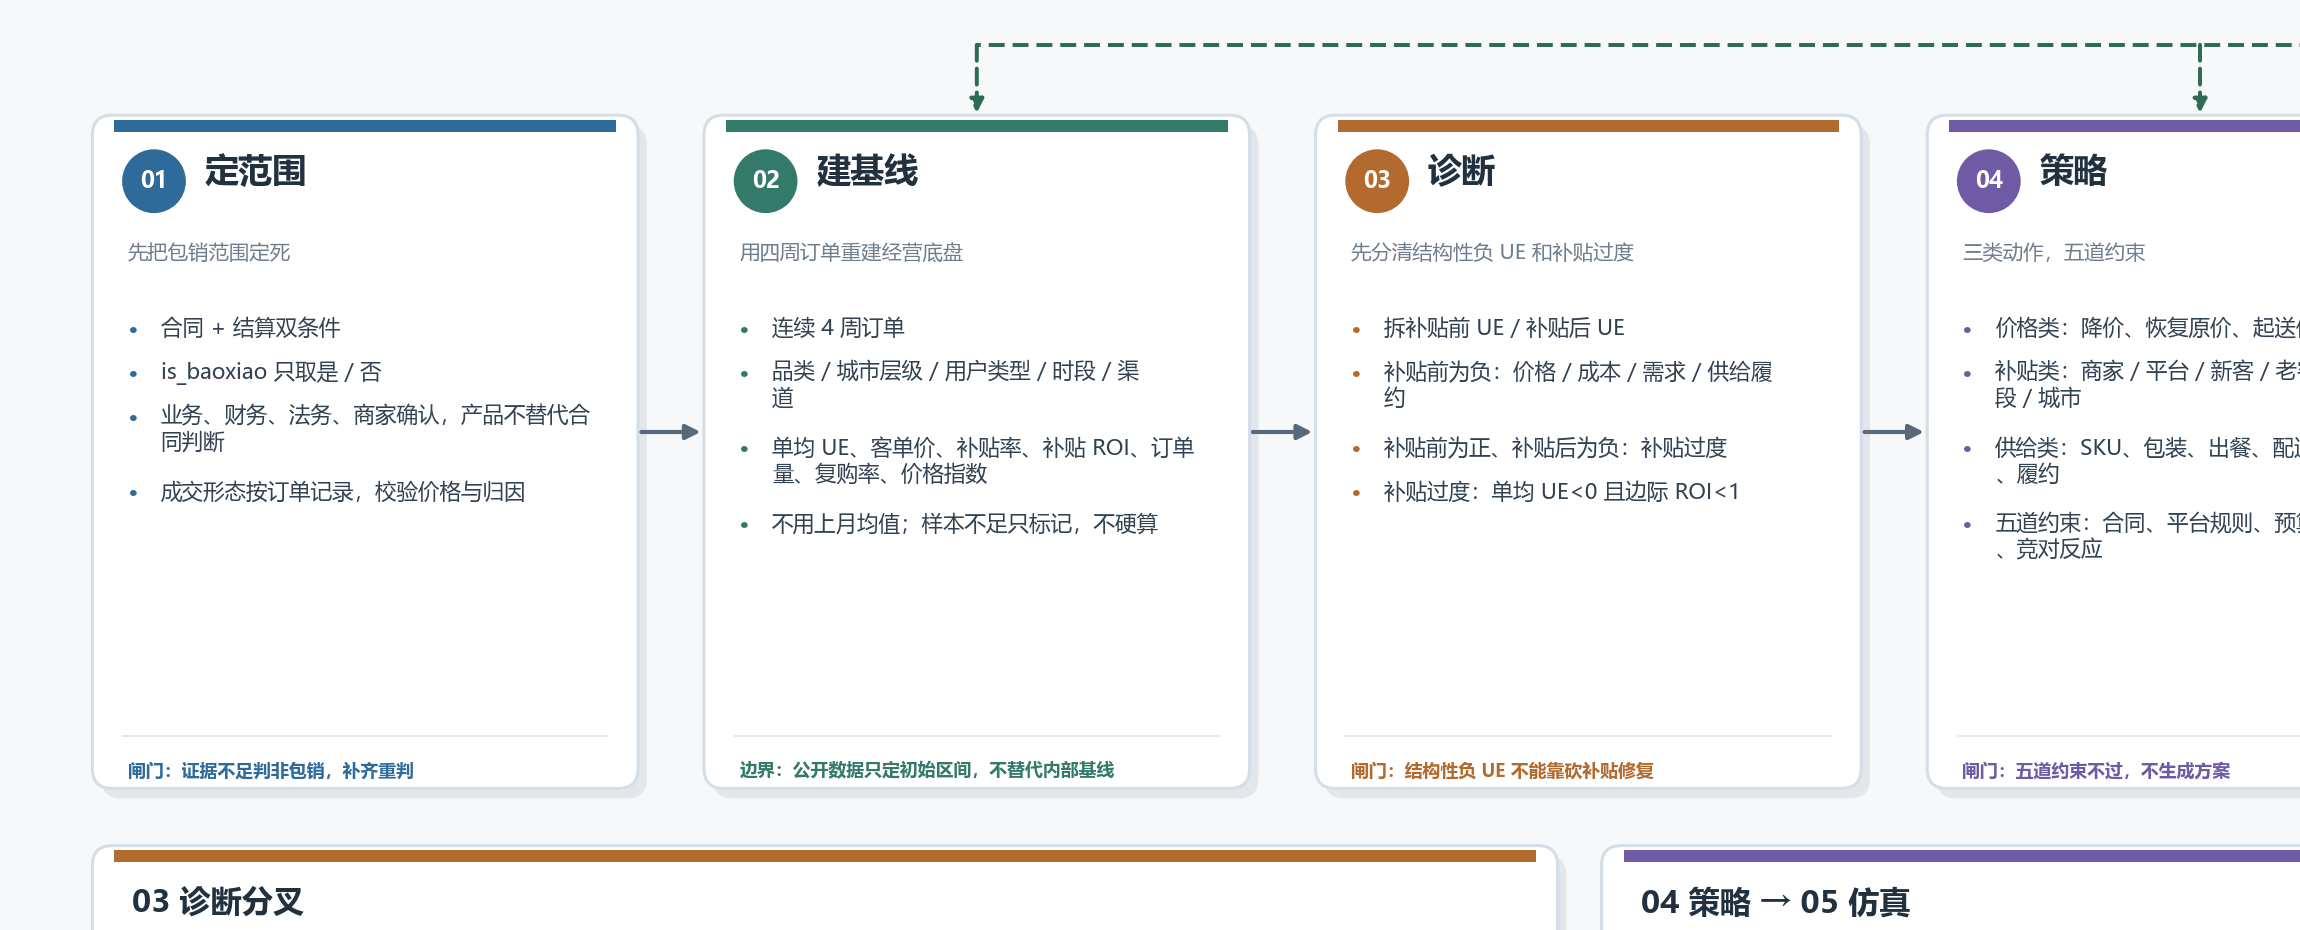 01 定范围
先把包销范围定死
• 合同 + 结算双条件
• is_baoxiao 只取是 / 否
• 业务、财务、法务、商家确认，产品不替代合
同判断
• 成交形态按订单记录，校验价格与归因
闸门：证据不足判非包销，补齐重判
02 建基线
用四周订单重建经营底盘
• 连续 4 周订单
• 品类 / 城市层级 / 用户类型 / 时段 / 渠
道
• 单均 UE、客单价、补贴率、补贴 ROI、订单
量、复购率、价格指数
• 不用上月均值；样本不足只标记，不硬算
边界：公开数据只定初始区间，不替代内部基线
03 诊断
先分清结构性负 UE 和补贴过度
• 拆补贴前 UE / 补贴后 UE
• 补贴前为负：价格 / 成本 / 需求 / 供给履
约
• 补贴前为正、补贴后为负：补贴过度
• 补贴过度：单均 UE<0 且边际 ROI<1
闸门：结构性负 UE 不能靠砍补贴修复
04 策略
三类动作，五道约束
• 价格类：降价、恢复原价、起送
• 补贴类：商家 / 平台 / 新客 / 老
段 / 城市
• 供给类：SKU、包装、出餐、配
、履约
• 五道约束：合同、平台规则、预
、竞对反应
闸门：五道约束不过，不生成方案
03 诊断分叉
04 策略 → 05 仿真